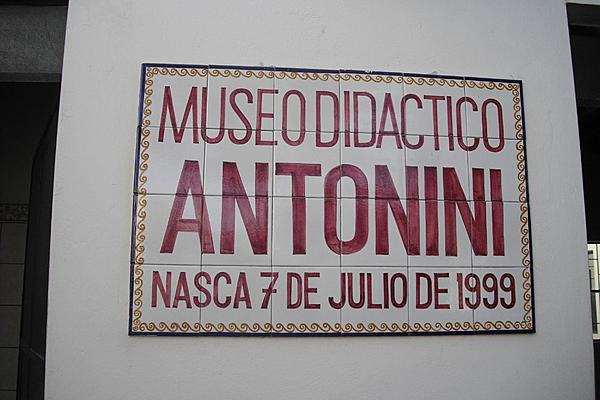 MUSEO DIDACTICO
ANTONINI
NASCA 7 DE JULIO DE 1999